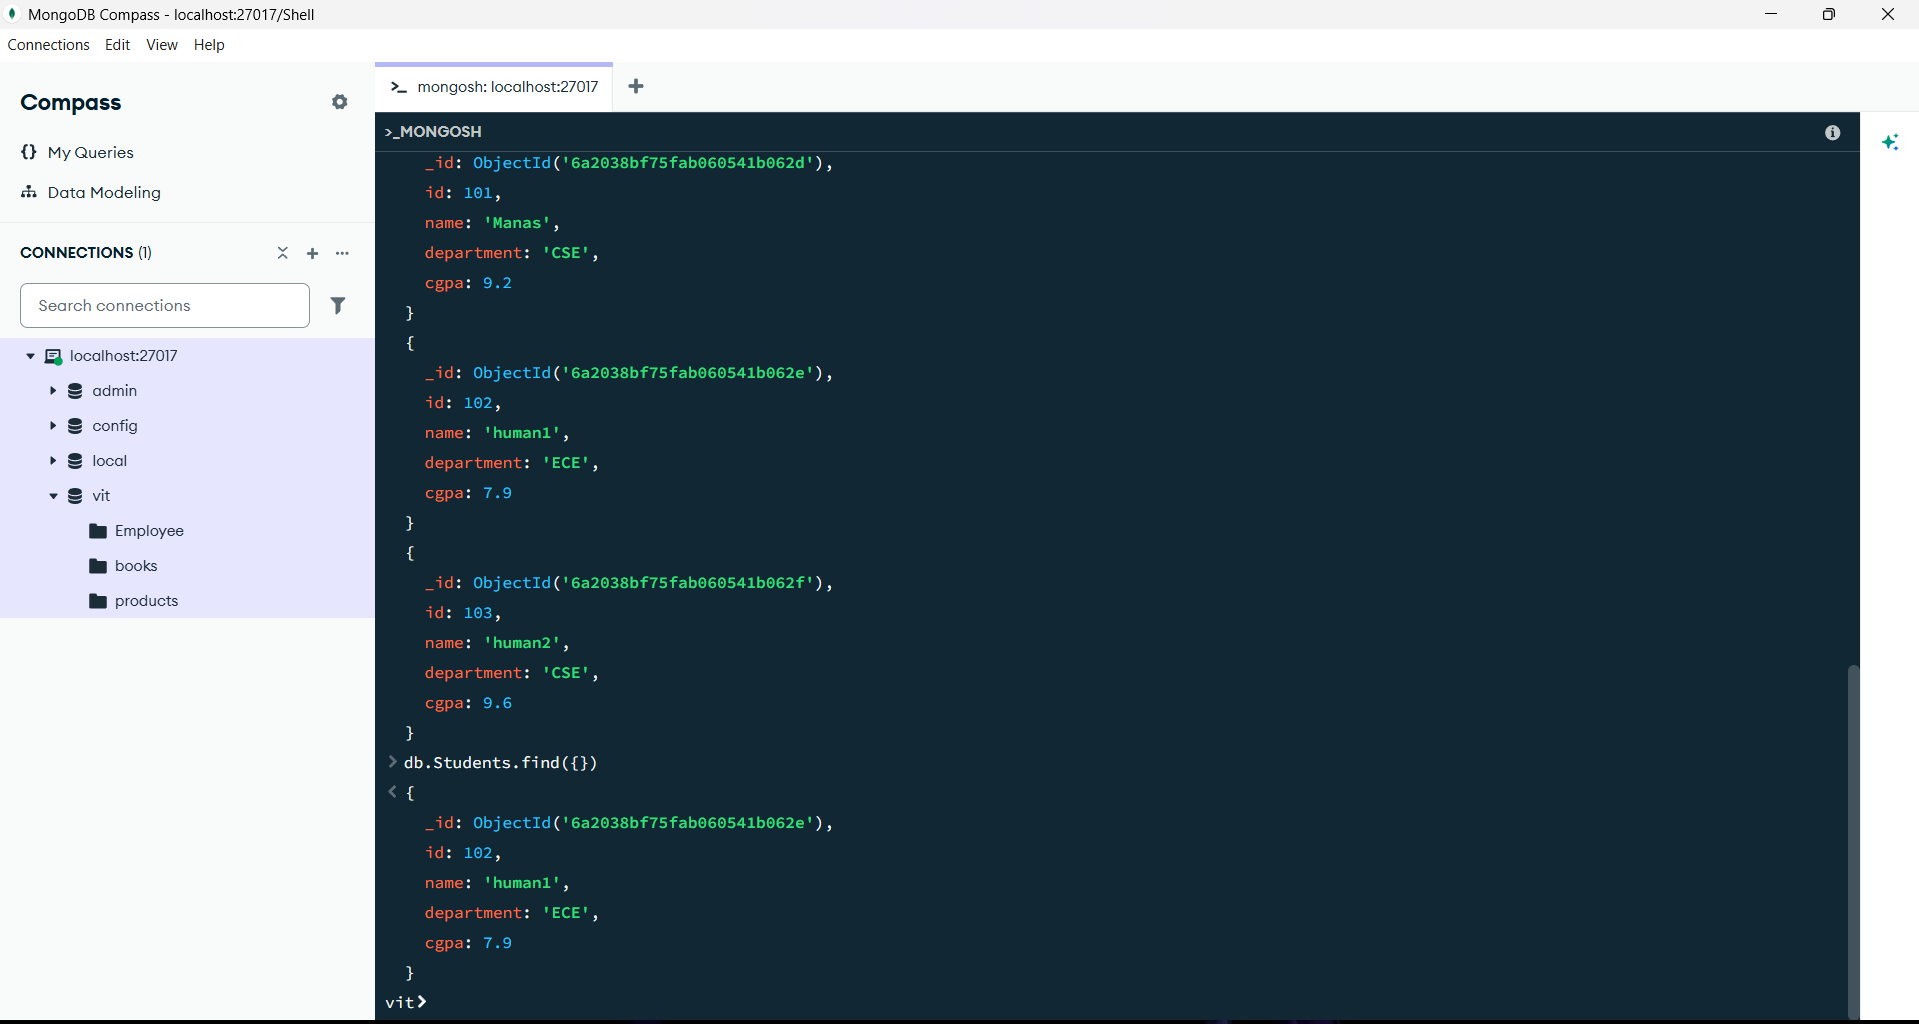 MongoDB Compass - localhost:27017/Shell
Connections Edit View Help
Compass
My Queries
Data Modeling
CONNECTIONS (1)
Search connections
localhost:27017
admin
config
local
vit
Employee
books
products
>_ mongosh: localhost:27017
>_MONGOSH
_id: ObjectId('6a2038bf75fab060541b062d'),
id: 101,
name: 'Manas',
department: 'CSE',
cgpa: 9.2
}
{
_id: ObjectId('6a2038bf75fab060541b062e'),
id: 102,
name: 'human1',
department: 'ECE',
cgpa: 7.9
}
{
_id: ObjectId('6a2038bf75fab060541b062f'),
id: 103,
name: 'human2',
department: 'CSE',
cgpa: 9.6
}
> db.Students.find({})
< {
_id: ObjectId('6a2038bf75fab060541b062e'),
id: 102,
name: 'human1',
department: 'ECE',
cgpa: 7.9
}
vit>